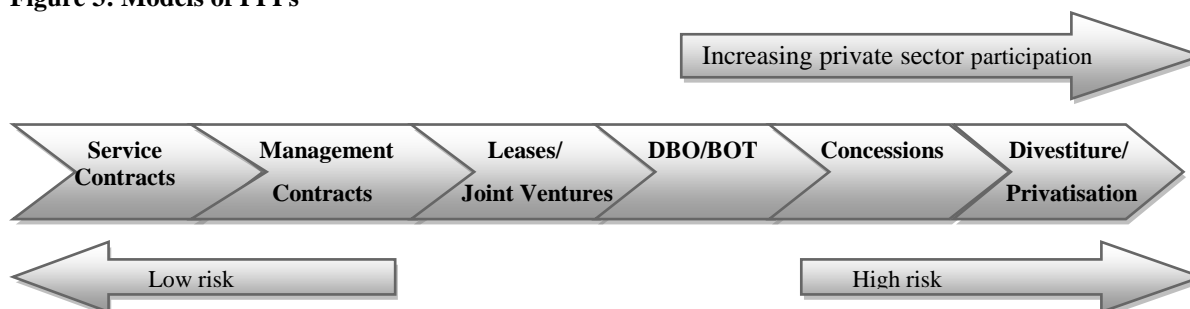 Figure Models of PPPs
Increasing private sector participation
Service
Contracts
Management
Contracts
Leases/
Joint Ventures
DBO/BOT
Concessions
Divestiture/
Privatisation
Low risk
High risk